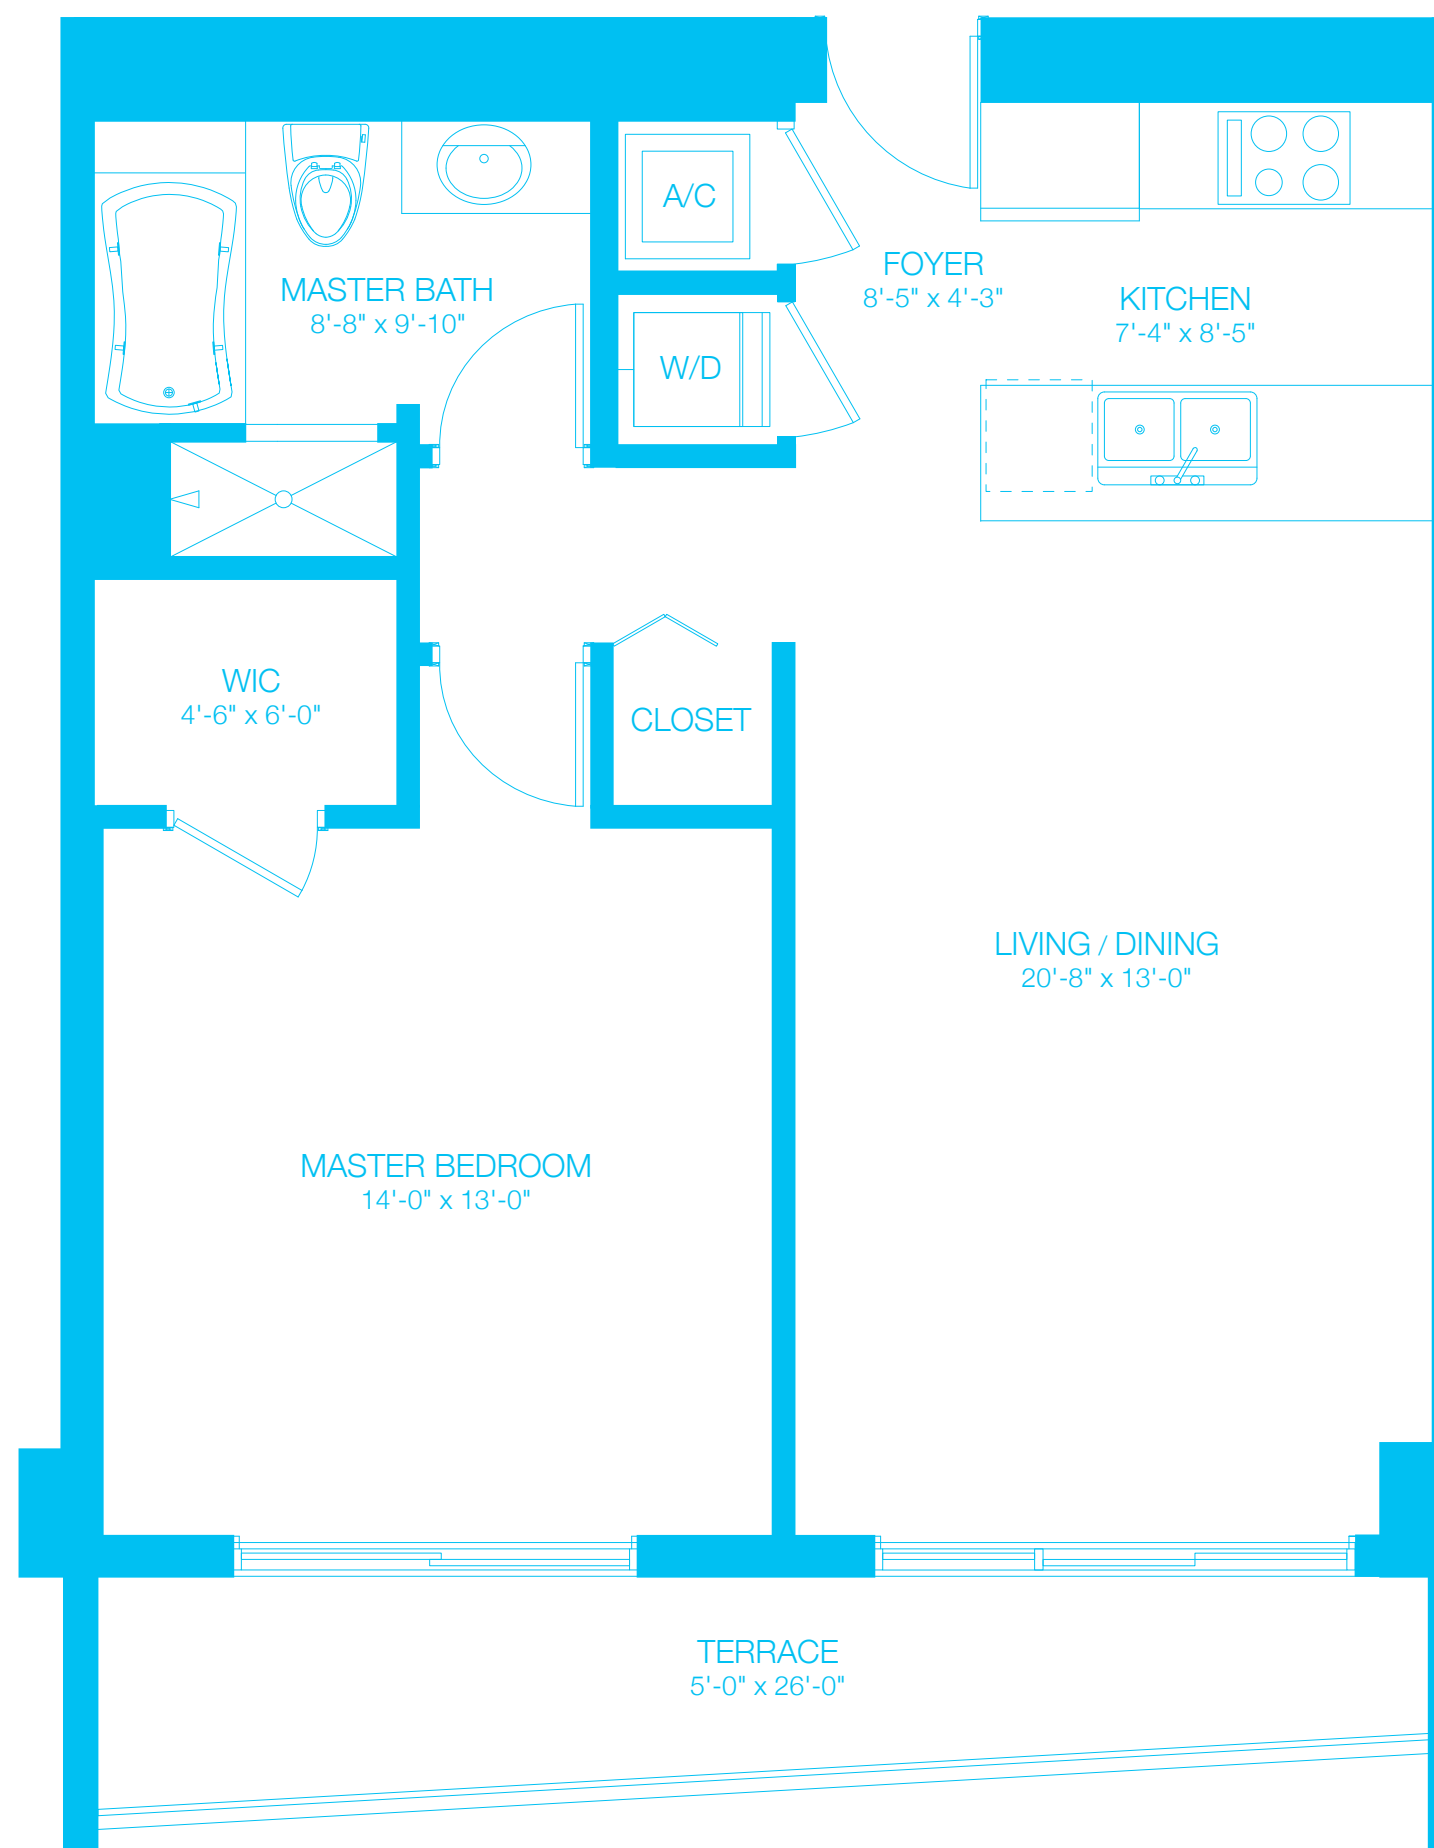 A/C
FOYER
8'-5" x 4'-3"
MASTER BATH
8'-8" x 9'-10"
KITCHEN
7'-4" x 8'-5"
W/D
WIC
4'-6" x 6'-0"
CLOSET
LIVING / DINING
20'-8" x 13'-0"
MASTER BEDROOM
14'-0" x 13'-0"
TERRACE
5'-0" x 26'-0"